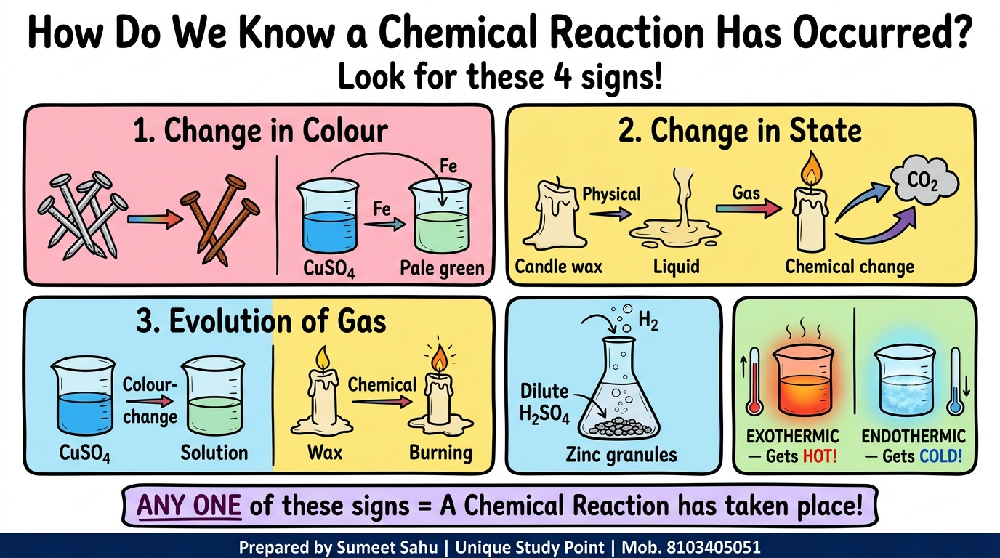 How Do We Know a Chemical Reaction Has Occurred?
Look for these 4 signs!
1. Change in Colour
Fe
Fe
CuSO₄
Pale green
2. Change in State
Physical
Gas
CO₂
Candle wax
Liquid
Chemical change
3. Evolution of Gas
Colour-
change
CuSO₄
Solution
Chemical
Wax
Burning
H₂
Dilute
H₂SO₄
Zinc granules
EXOTHERMIC
— Gets HOT!
ENDOTHERMIC
— Gets COLD!
ANY ONE of these signs = A Chemical Reaction has taken place!
Prepared by Sumeet Sahu | Unique Study Point | Mob. 8103405051